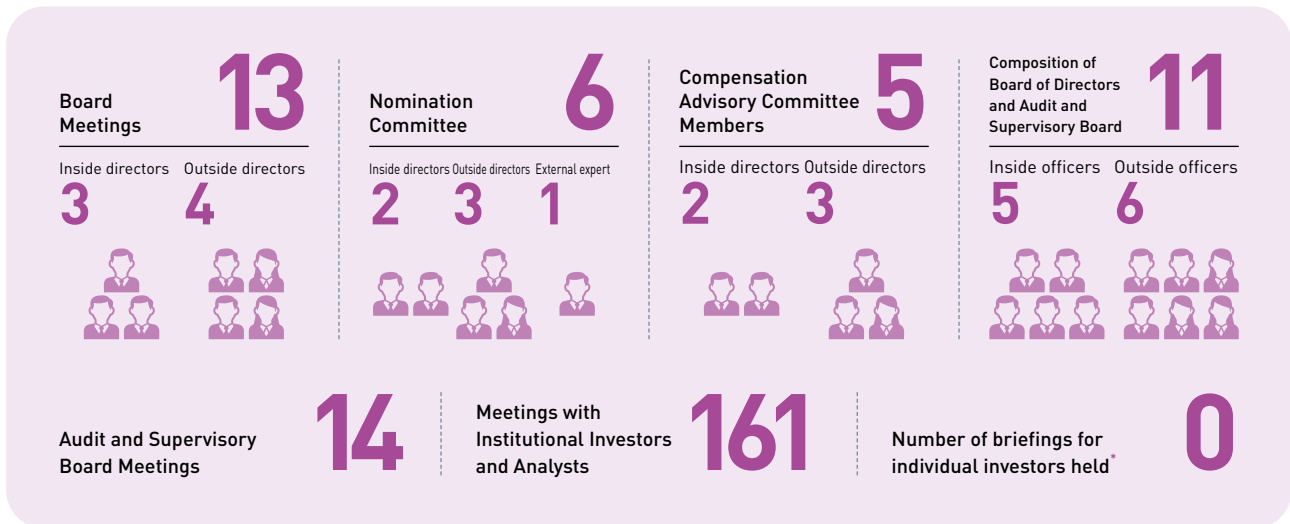 Board
Meetings
13
Inside directors Outside directors
3 4
Nomination
Committee
6
Inside directors Outside directors External expert
2 3 1
Compensation
Advisory Committee
Members
5
Inside directors Outside directors
2 3
Composition of
Board of Directors
and Audit and
Supervisory Board
11
Inside officers Outside officers
5 6
Audit and Supervisory
Board Meetings
14
Meetings with
Institutional Investors
and Analysts
161
Number of briefings for
individual investors held*
0